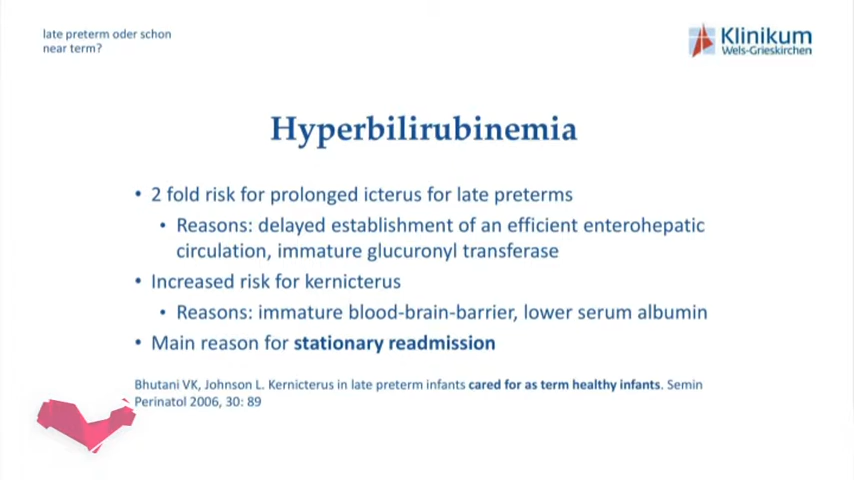 late preterm oder schon
near term?
Klinikum
Wels-Grieskirchen
Hyperbilirubinemia
• 2 fold risk for prolonged icterus for late preterms
• Reasons: delayed establishment of an efficient enterohepatic
circulation, immature glucuronyl transferase
• Increased risk for kernicterus
• Reasons: immature blood-brain-barrier, lower serum albumin
• Main reason for stationary readmission
Bhutani VK, Johnson L. Kernicterus in late preterm infants cared for as term healthy infants. Semin
Perinatol 2006, 30: 89